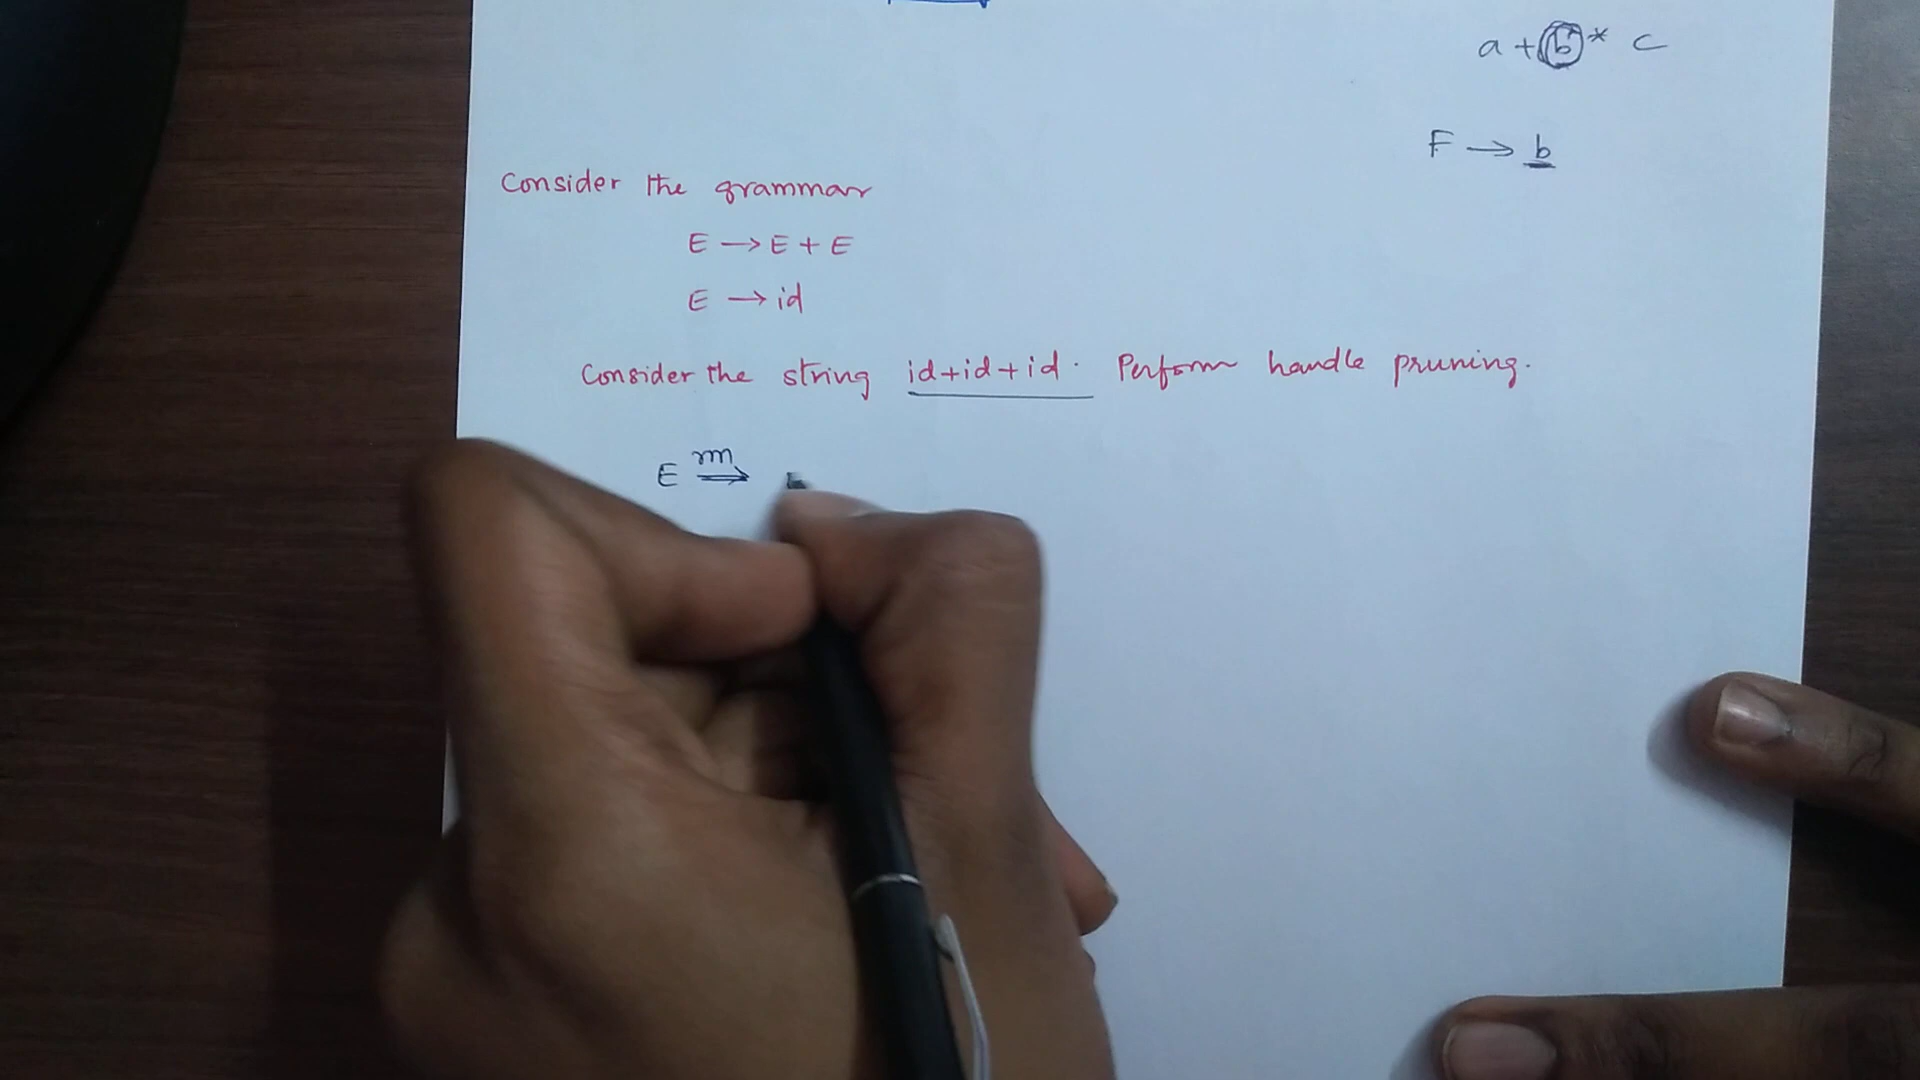 a + b * c
F → b
Consider the grammar
E → E + E
E → id
Consider the string id+id+id. Perform handle pruning.
E rm⇒